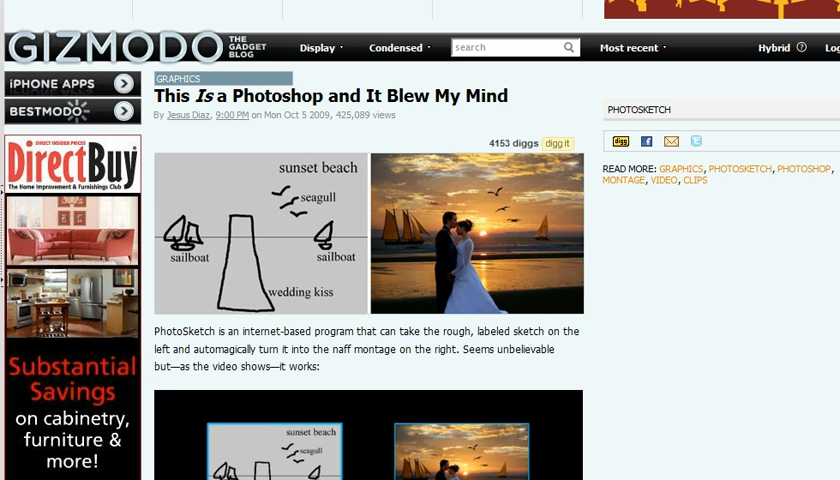 GIZMODO
THE
GADGET
BLOG
Display
Condensed
search
Most recent
Hybrid
iPHONE APPS
BESTMODO
DIRECT INSIDER PRICES
DirectBuy
The Home Improvement & Furnishings Club
Substantial
Savings
on cabinetry,
furniture &
more!
GRAPHICS
This Is a Photoshop and It Blew My Mind
By Jesus Diaz, 9:00 PM on Mon Oct 5 2009, 425,089 views
4153 diggs digg it
sunset beach
seagull
sailboat
sailboat
wedding kiss
PhotoSketch is an internet-based program that can take the rough, labeled sketch on the
left and automagically turn it into the naff montage on the right. Seems unbelievable
but—as the video shows—it works:
sunset beach
seagull
PHOTOSKETCH
digg
READ MORE: GRAPHICS, PHOTOSKETCH, PHOTOSHOP,
MONTAGE, VIDEO, CLIPS